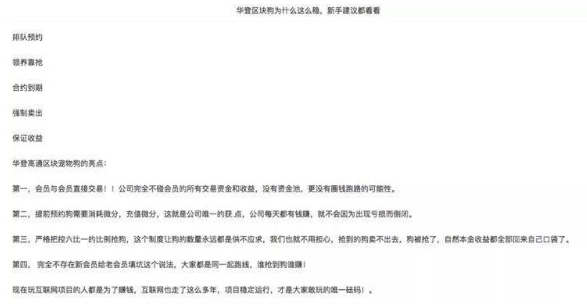 华登区块狗为什么这么稳，新手建议都看看
排队预约
领养靠抢
合约到期
强制卖出
保证收益
华登高通区块宠物狗的亮点：
第一，会员与会员直接交易！！公司完全不碰会员的所有交易资金和收益，没有资金池，更没有圈钱跑路的可能性。
第二，提前预约狗需要消耗微分，充值微分，这就是公司唯一的获.点，公司每天都有钱赚，就不会因为出现亏损而倒闭。
第三，严格把控六比一的比例抢狗，这个制度让狗的数量永远都是供不应求，我们也就不用担心，抢到的狗卖不出去，狗被抢了，自然本金收益都全部回来自己口袋了。
第四， 完全不存在新会员给老会员填坑这个说法，大家都是同一起跑线，谁抢到狗谁赚！
现在玩互联网项目的人都是为了赚钱，互联网也走了这么多年，项目稳定运行，才是大家敢玩的唯一砝码！。